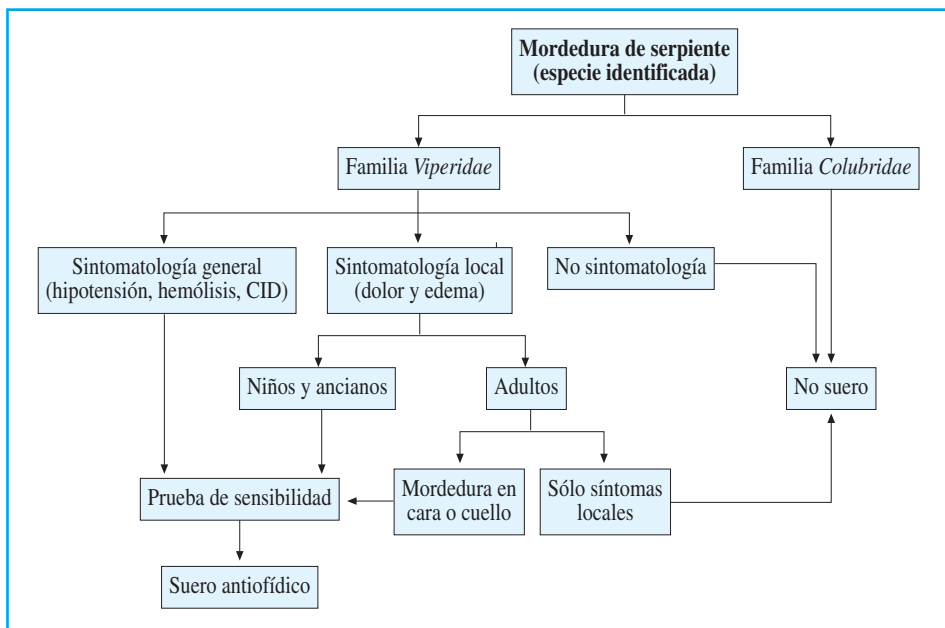 Mordedura de serpiente
(especie identificada)
Familia Viperidae
Familia Colubridae
Sintomatología general
(hipotensión, hemólisis, CID)
Sintomatología local
(dolor y edema)
No sintomatología
Niños y ancianos
Adultos
No suero
Prueba de sensibilidad
Mordedura en
cara o cuello
Sólo síntomas
locales
Suero antiofídico